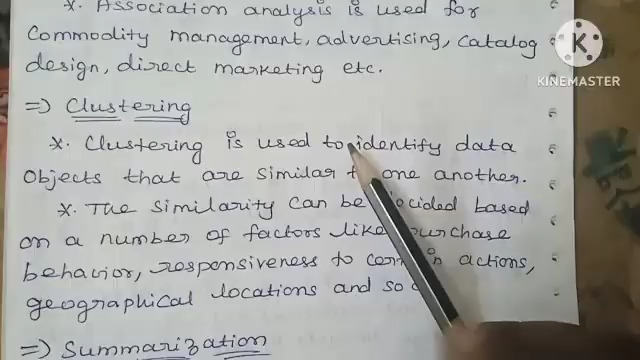 *. Association analysis is used for
commodity management, advertising, catalog
design, direct marketing etc.
K
KINEMASTER
=> Clustering
*. Clustering is used to identify data
objects that are similar one another.
*. The similarity can be based
on a number of factors like
behavior, responsiveness to actions,
geographical locations and so
=> Summarization